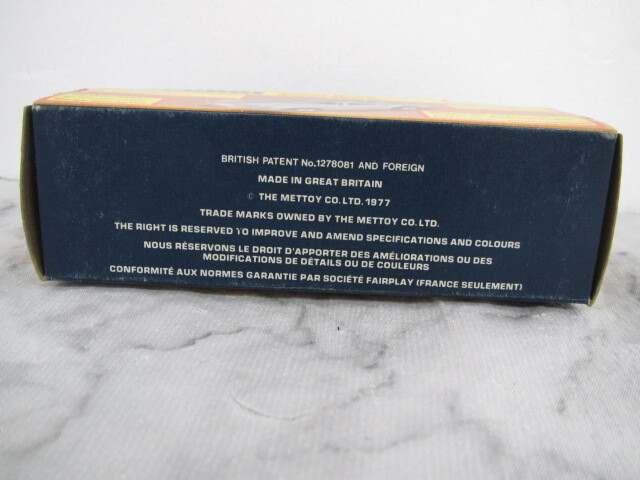 BRITISH PATENT No.1278081 AND FOREIGN
MADE IN GREAT BRITAIN
© THE METTOY CO. LTD. 1977
TRADE MARKS OWNED BY THE METTOY CO. LTD.
THE RIGHT IS RESERVED TO IMPROVE AND AMEND SPECIFICATIONS AND COLOURS
NOUS RÉSERVONS LE DROIT D'APPORTER DES AMÉLIORATIONS OU DES
MODIFICATIONS DE DÉTAILS OU DE COULEURS
CONFORMITÉ AUX NORMES GARANTIE PAR SOCIÉTÉ FAIRPLAY (FRANCE SEULEMENT)